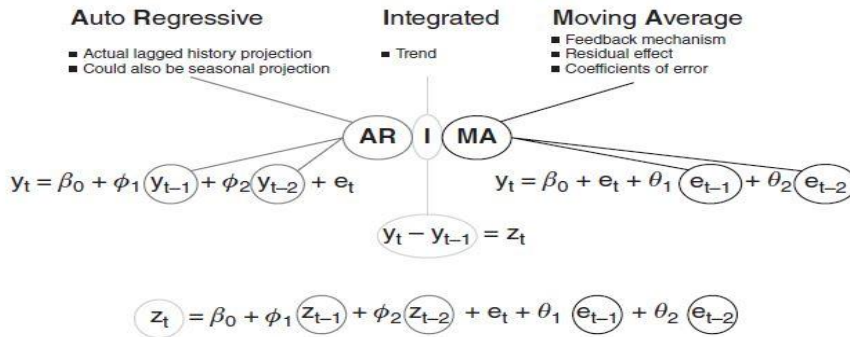 Auto Regressive
▪ Actual lagged history projection
▪ Could also be seasonal projection
Integrated
▪ Trend
Moving Average
▪ Feedback mechanism
▪ Residual effect
▪ Coefficients of error
AR I MA
yₜ = β₀ + ϕ₁ yₜ₋₁ + ϕ₂ yₜ₋₂ + eₜ
yₜ = β₀ + eₜ + θ₁ eₜ₋₁ + θ₂ eₜ₋₂
yₜ – yₜ₋₁ = zₜ
zₜ = β₀ + ϕ₁ zₜ₋₁ + ϕ₂ zₜ₋₂ + eₜ + θ₁ eₜ₋₁ + θ₂ eₜ₋₂